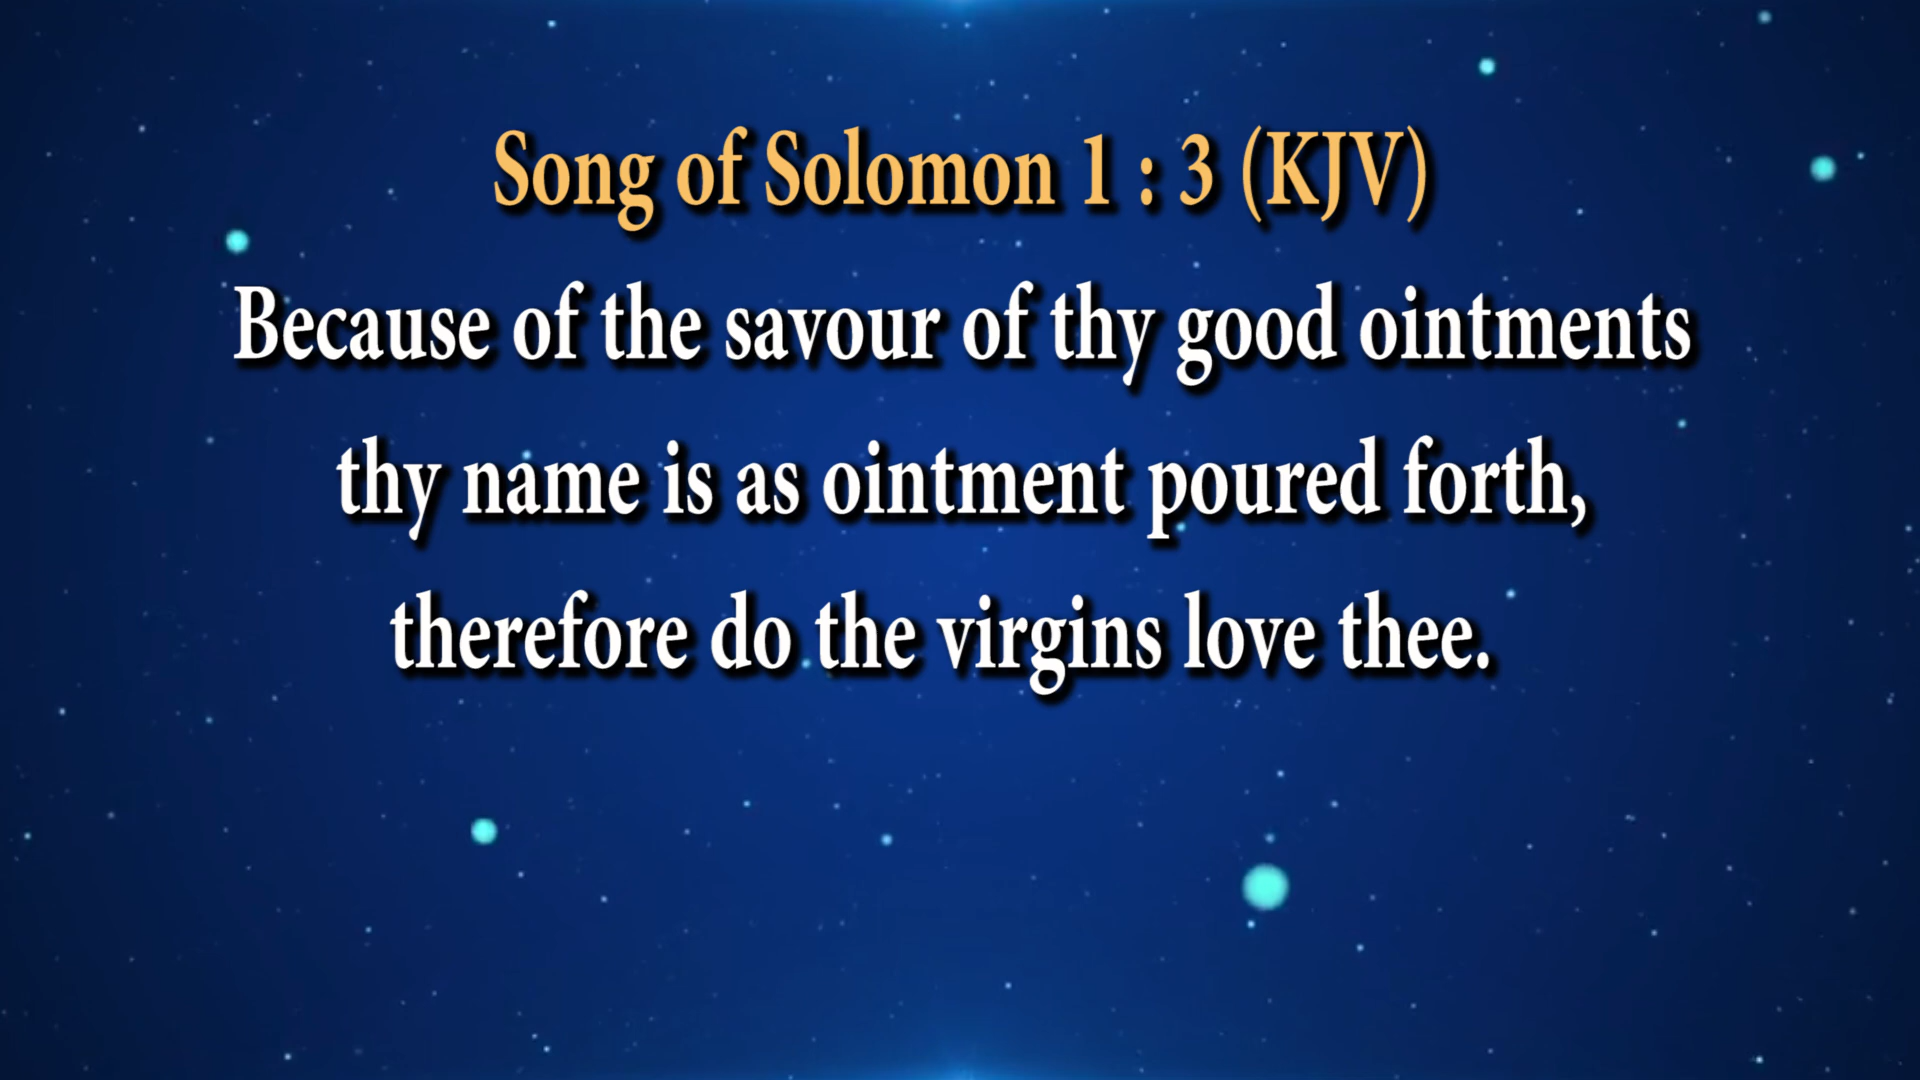 Song of Solomon 1 : 3 (KJV)
Because of the savour of thy good ointments
thy name is as ointment poured forth,
therefore do the virgins love thee.